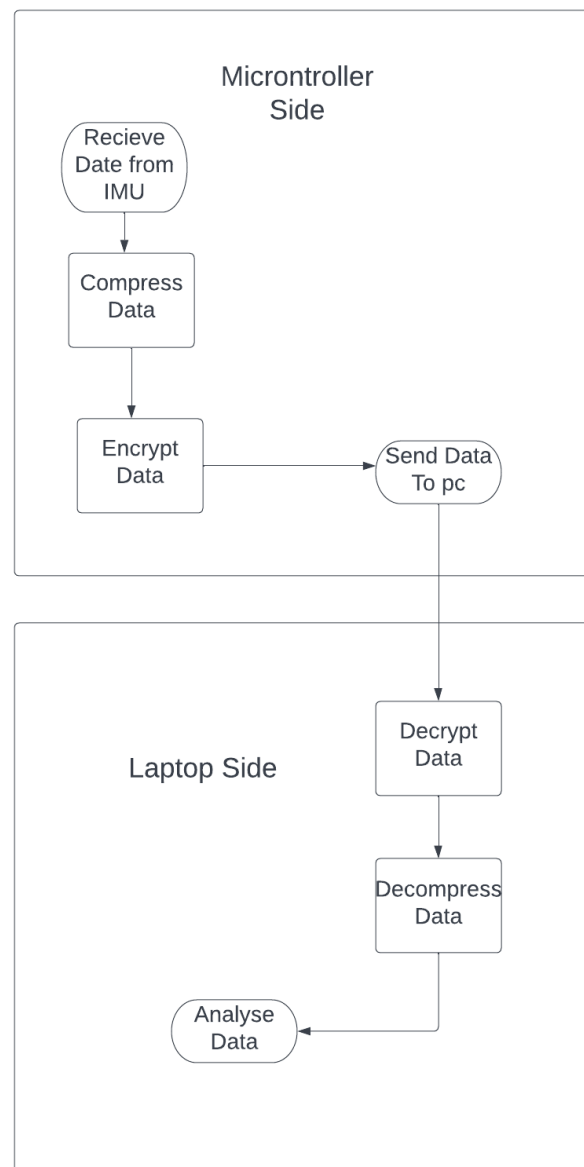 Microntroller
Side
Recieve
Date from
IMU
Compress
Data
Encrypt
Data
Send Data
To pc
Decrypt
Data
Laptop Side
Decompress
Data
Analyse
Data